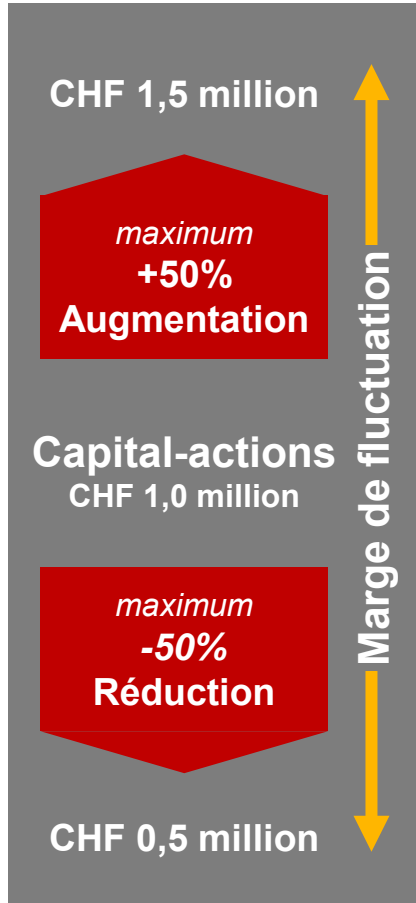 CHF 1,5 million
maximum
+50%
Augmentation
Capital-actions
CHF 1,0 million
maximum
-50%
Réduction
CHF 0,5 million
Marge de fluctuation